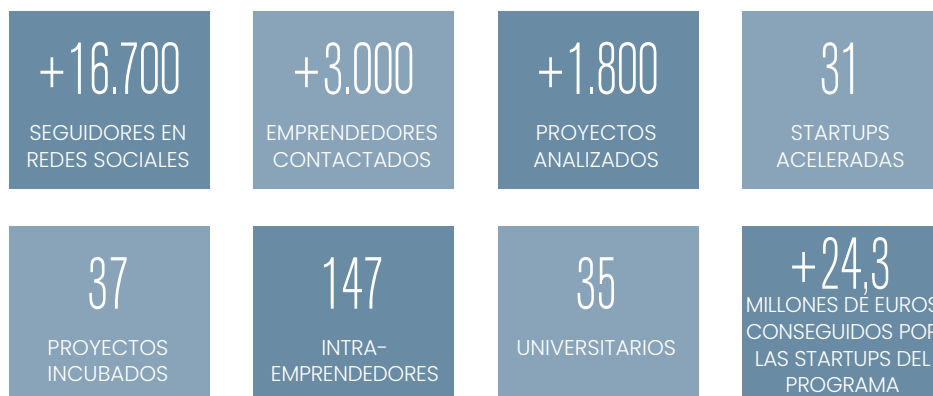 +16.700
SEGUIDORES EN
REDES SOCIALES
+3.000
EMPRENDEDORES
CONTACTADOS
+1.800
PROYECTOS
ANALIZADOS
31
STARTUPS
ACELERADAS
37
PROYECTOS
INCUBADOS
147
INTRA-
EMPRENDEDORES
35
UNIVERSITARIOS
+24,3
MILLONES DE EUROS
CONSEGUIDOS POR
LAS STARTUPS DEL
PROGRAMA